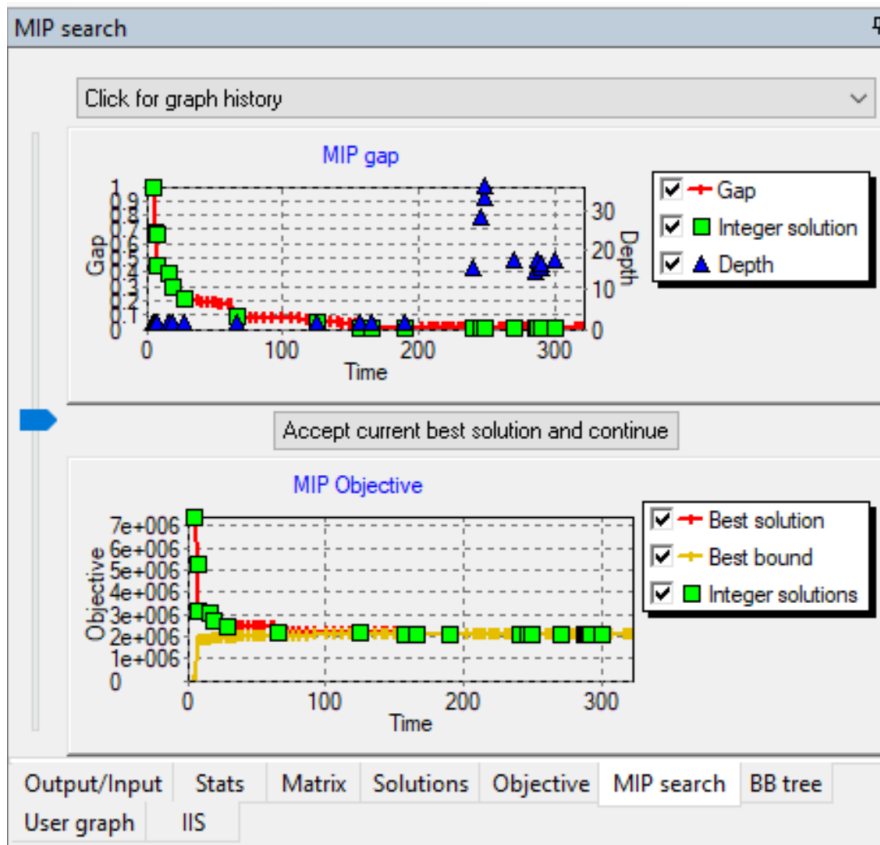 MIP search
Click for graph history
MIP gap
1
0.9
0.8
0.7
0.6
0.5
0.4
0.3
0.2
0.1
0
Gap
30
20
10
0
Depth
0 100 200 300
Time
Gap
Integer solution
Depth
Accept current best solution and continue
MIP Objective
7e+006
6e+006
5e+006
4e+006
3e+006
2e+006
1e+006
0
Objective
0 100 200 300
Time
Best solution
Best bound
Integer solutions
Output/Input Stats Matrix Solutions Objective MIP search BB tree
User graph IIS